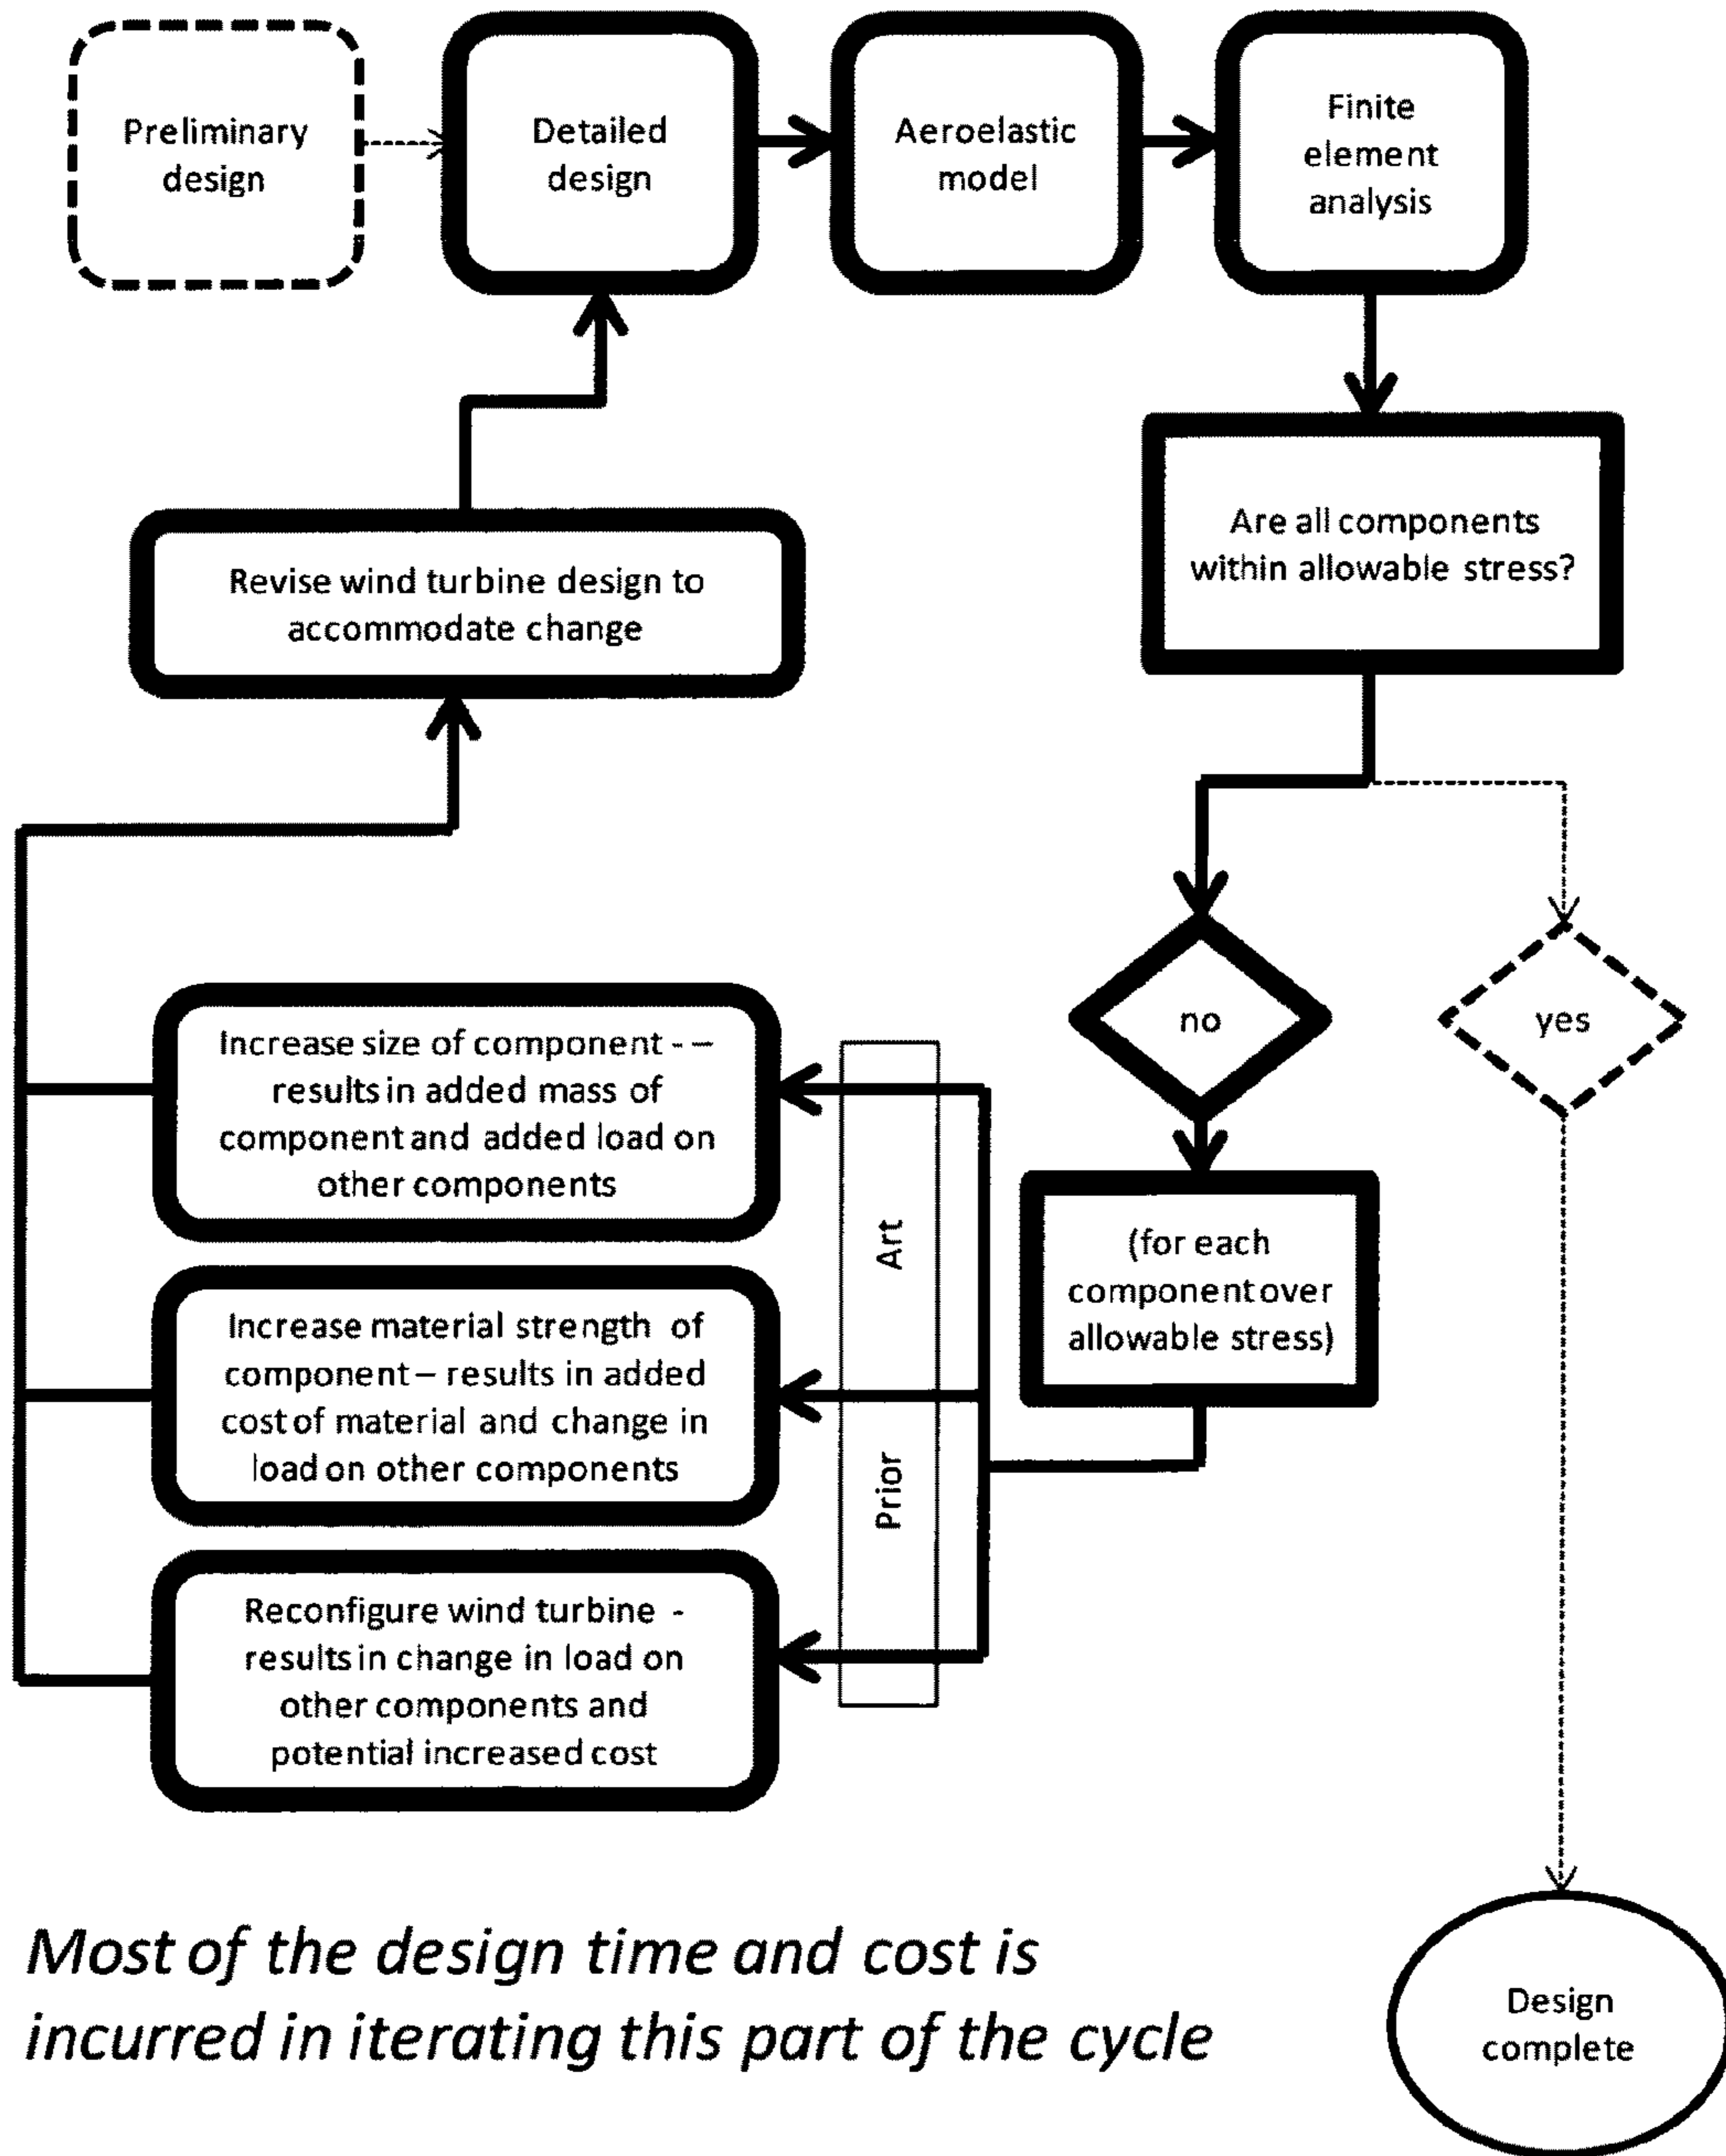 Preliminary
design
Detailed
design
Aeroelastic
model
Finite
element
analysis
Are all components
within allowable stress?
Revise wind turbine design to
accommodate change
no
yes
(for each
component over
allowable stress)
Increase size of component - –
results in added mass of
component and added load on
other components
Increase material strength of
component – results in added
cost of material and change in
load on other components
Reconfigure wind turbine -
results in change in load on
other components and
potential increased cost
Prior Art
Most of the design time and cost is
incurred in iterating this part of the cycle
Design
complete